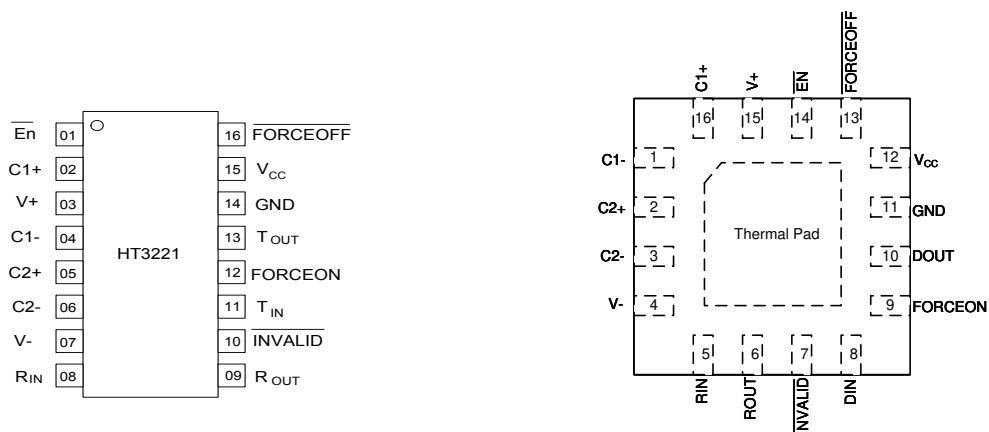 En 01 16 FORCEOFF
C1+ 02 15 VCC
V+ 03 14 GND
C1- 04 13 TOUT
HT3221
C2+ 05 12 FORCEON
C2- 06 11 TIN
V- 07 10 INVALID
RIN 08 09 ROUT
C1+ V+ EN FORCEOFF
16 15 14 13
C1- 1 12 VCC
C2+ 2 11 GND
Thermal Pad
C2- 3 10 DOUT
V- 4 9 FORCEON
5 6 7 8
RIN ROUT NVALID DIN